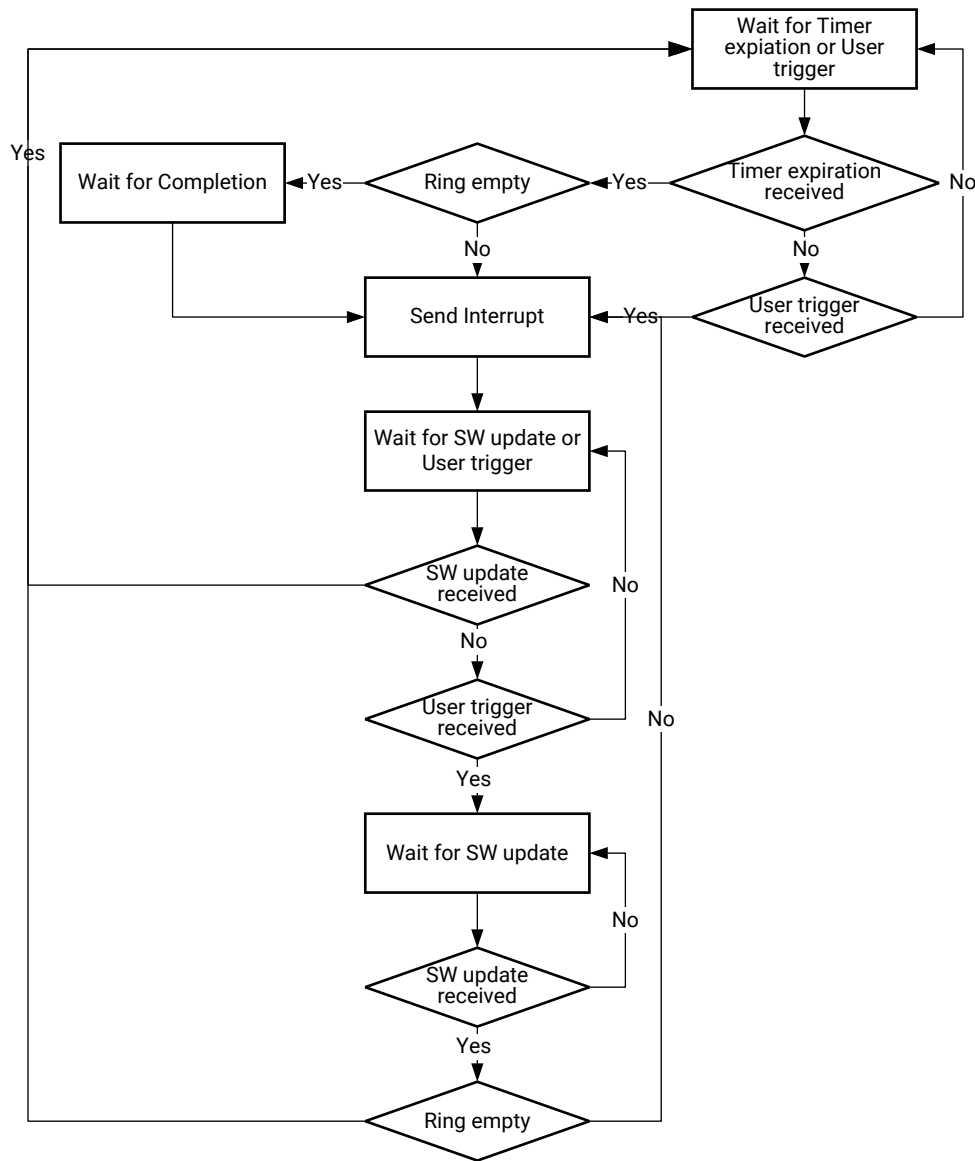 Wait for Timer
expiation or User
trigger
Yes
Wait for Completion
Yes
Ring empty
Yes
Timer expiration
received
No
No
No
Send Interrupt
Yes
User trigger
received
Wait for SW update or
User trigger
SW update
received
No
No
User trigger
received
No
Yes
Wait for SW update
No
SW update
received
Yes
Ring empty